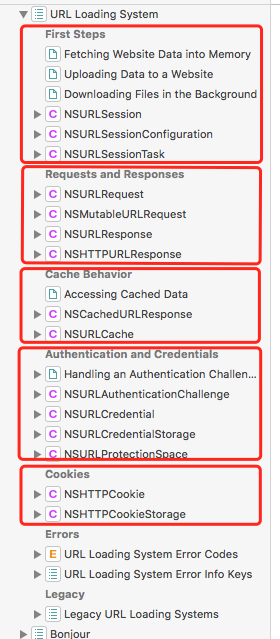 URL Loading System
First Steps
Fetching Website Data into Memory
Uploading Data to a Website
Downloading Files in the Background
C NSURLSession
C NSURLSessionConfiguration
C NSURLSessionTask
Requests and Responses
C NSURLRequest
C NSMutableURLRequest
C NSURLResponse
C NSHTTPURLResponse
Cache Behavior
Accessing Cached Data
C NSCachedURLResponse
C NSURLCache
Authentication and Credentials
Handling an Authentication Challen...
C NSURLAuthenticationChallenge
C NSURLCredential
C NSURLCredentialStorage
C NSURLProtectionSpace
Cookies
C NSHTTPCookie
C NSHTTPCookieStorage
Errors
E URL Loading System Error Codes
URL Loading System Error Info Keys
Legacy
Legacy URL Loading Systems
Bonjour